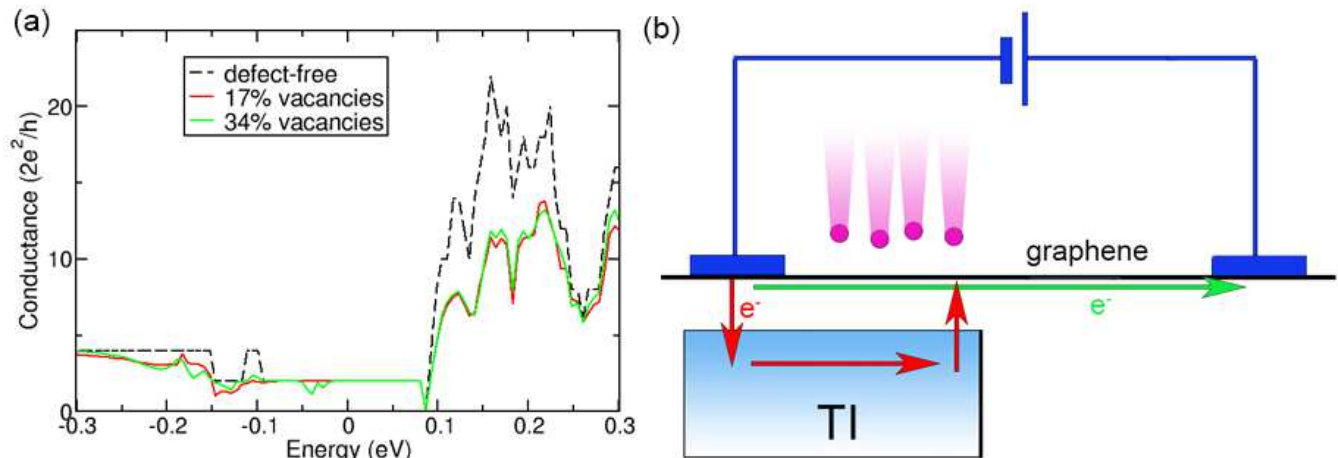 (a)
Conductance (2e²/h)
20
10
0
defect-free
17% vacancies
34% vacancies
-0.3
-0.2
-0.1
0
0.1
0.2
0.3
Energy (eV)
(b)
graphene
e⁻
e⁻
TI